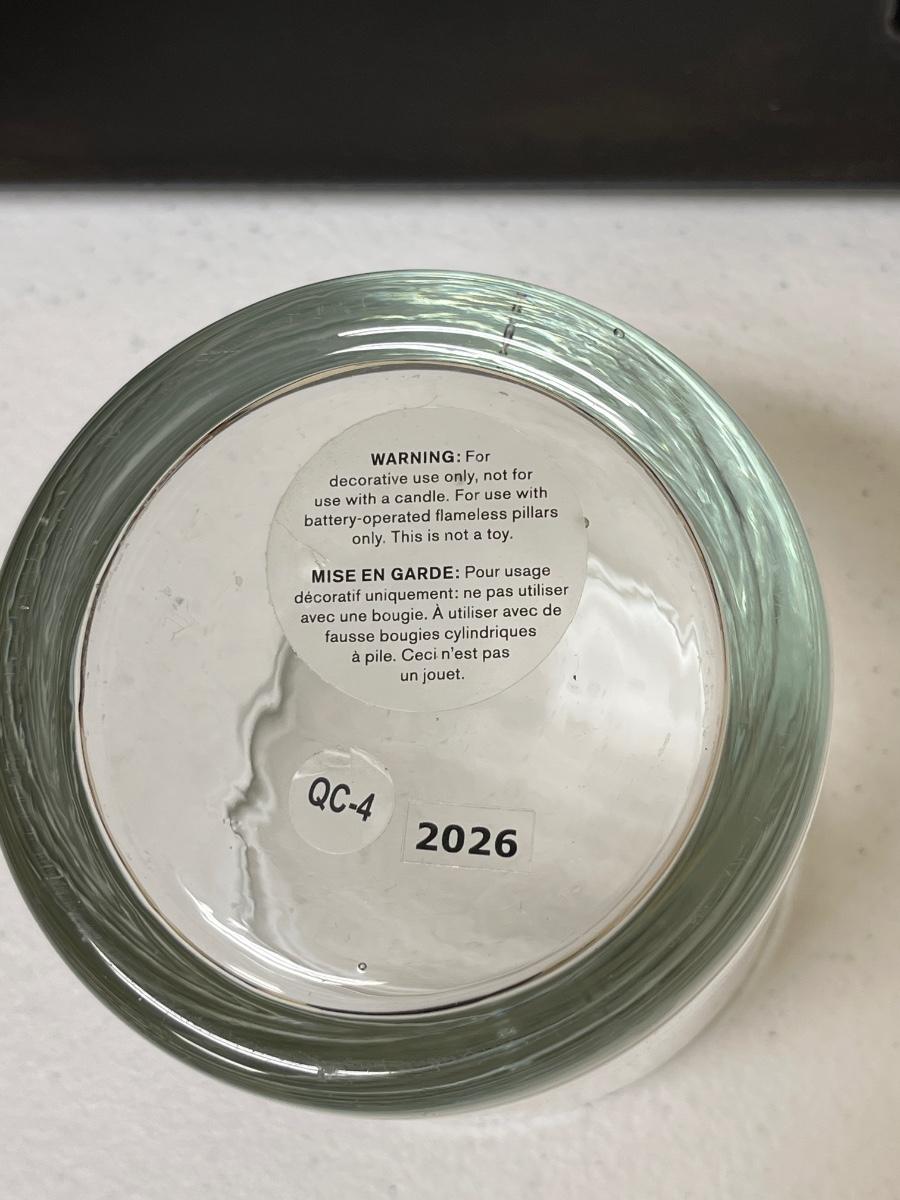 WARNING: For
decorative use only, not for
use with a candle. For use with
battery-operated flameless pillars
only. This is not a toy.
MISE EN GARDE: Pour usage
décoratif uniquement: ne pas utiliser
avec une bougie. À utiliser avec de
fausse bougies cylindriques
à pile. Ceci n'est pas
un jouet.
QC-4
2026